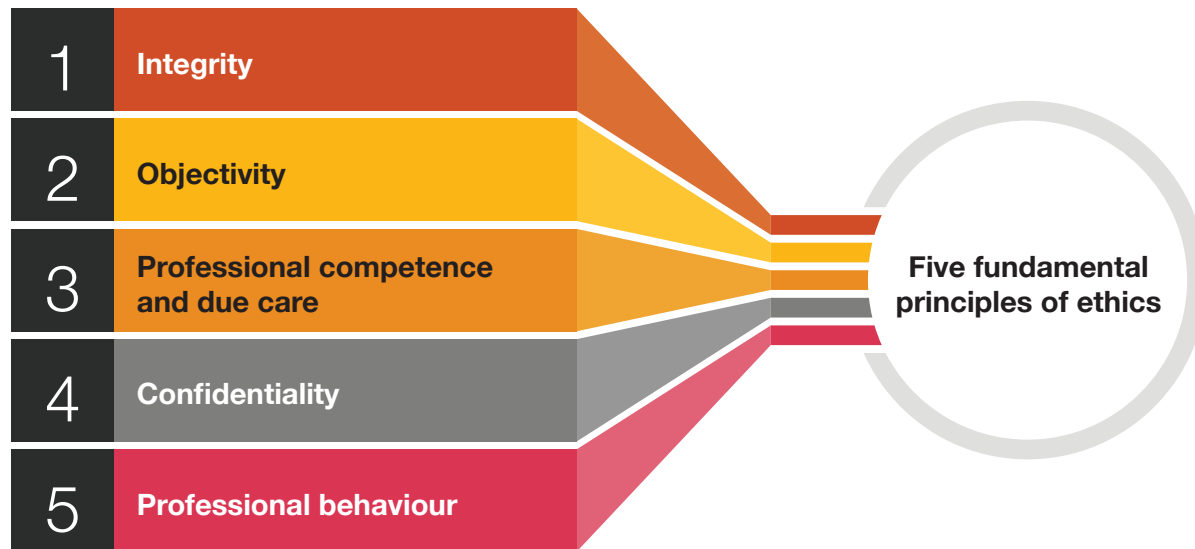 1
Integrity
2
Objectivity
3
Professional competence
and due care
4
Confidentiality
5
Professional behaviour
Five fundamental
principles of ethics